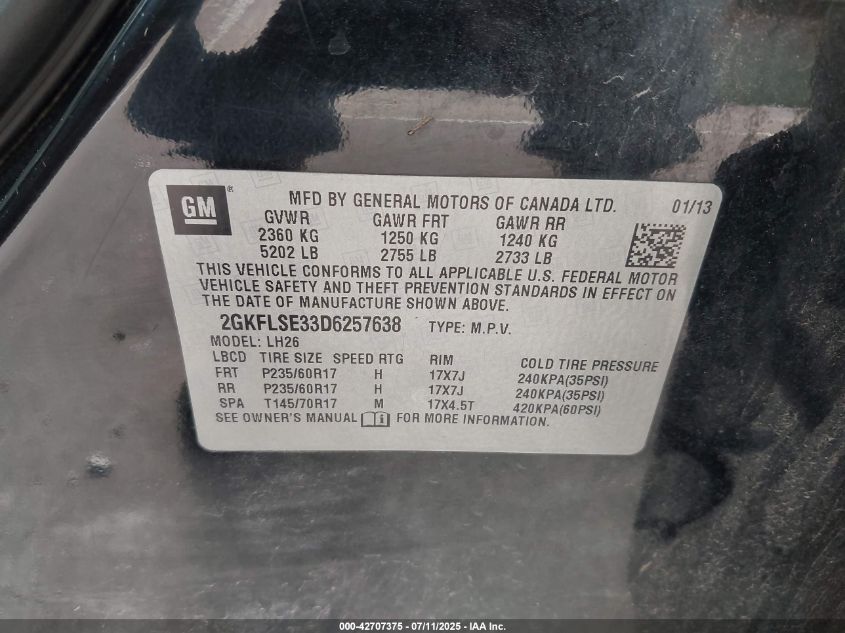 GM ®
MFD BY GENERAL MOTORS OF CANADA LTD. 01/13
GVWR GAWR FRT GAWR RR
2360 KG 1250 KG 1240 KG
5202 LB 2755 LB 2733 LB
THIS VEHICLE CONFORMS TO ALL APPLICABLE U.S. FEDERAL MOTOR
VEHICLE SAFETY AND THEFT PREVENTION STANDARDS IN EFFECT ON
THE DATE OF MANUFACTURE SHOWN ABOVE.
2GKFLSE33D6257638 TYPE: M.P.V.
MODEL: LH26
LBCD TIRE SIZE SPEED RTG RIM COLD TIRE PRESSURE
FRT P235/60R17 H 17X7J 240KPA(35PSI)
RR P235/60R17 H 17X7J 240KPA(35PSI)
SPA T145/70R17 M 17X4.5T 420KPA(60PSI)
SEE OWNER'S MANUAL FOR MORE INFORMATION.
000-42707375 - 07/11/2025 - IAA Inc.